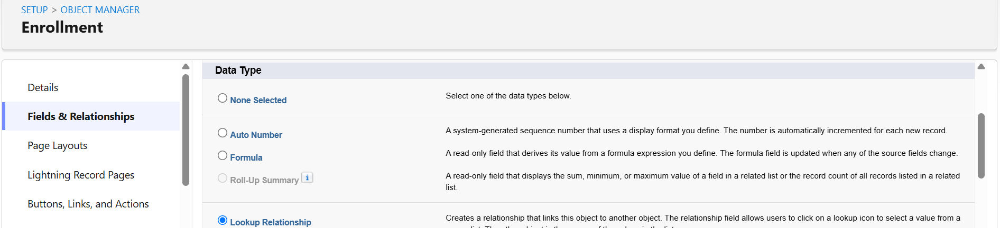 SETUP > OBJECT MANAGER
Enrollment
Details
Fields & Relationships
Page Layouts
Lightning Record Pages
Buttons, Links, and Actions
Data Type
None Selected
Select one of the data types below.
Auto Number
A system-generated sequence number that uses a display format you define. The number is automatically incremented for each new record.
Formula
A read-only field that derives its value from a formula expression you define. The formula field is updated when any of the source fields change.
Roll-Up Summary i
A read-only field that displays the sum, minimum, or maximum value of a field in a related list or the record count of all records listed in a related
list.
Lookup Relationship
Creates a relationship that links this object to another object. The relationship field allows users to click on a lookup icon to select a value from a